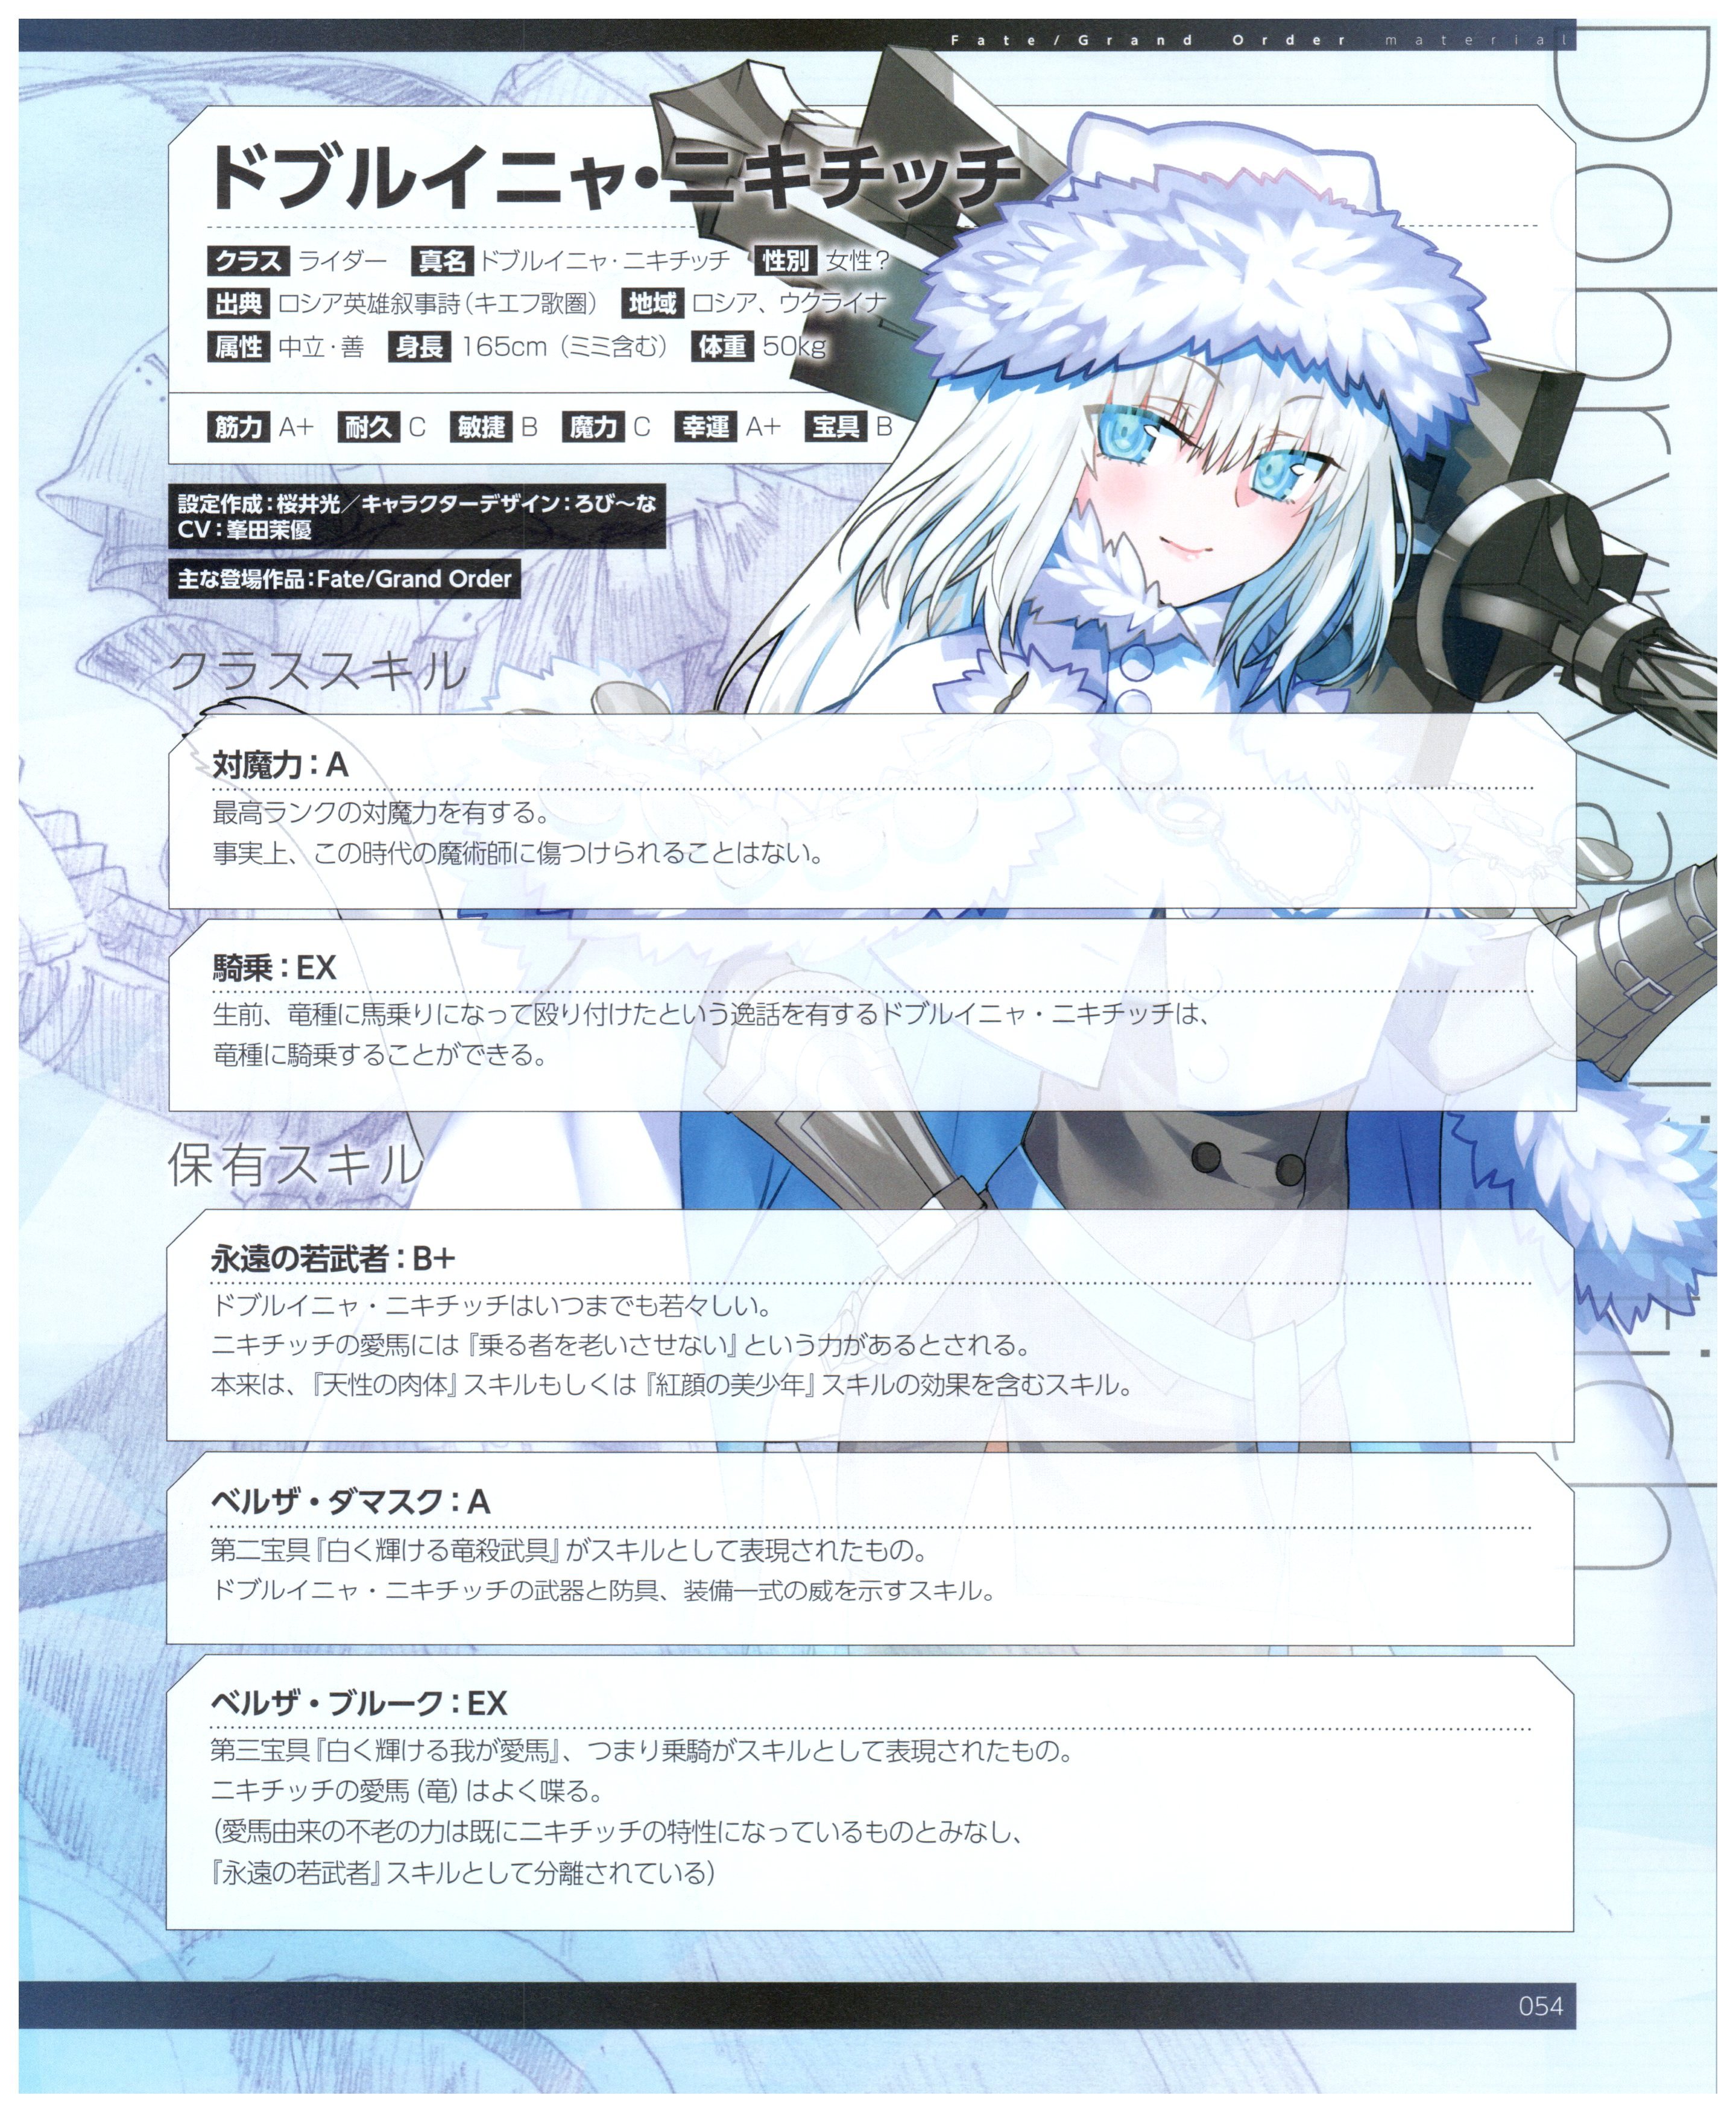 Fate/Grand Order material
ドブルイニャ・ニキチッチ
クラス ライダー 真名 ドブルイニャ・ニキチッチ 性別 女性？
出典 ロシア英雄叙事詩（キエフ歌圏） 地域 ロシア、ウクライナ
属性 中立・善 身長 165cm（ミミ含む） 体重 50kg
筋力 A+ 耐久 C 敏捷 B 魔力 C 幸運 A+ 宝具 B
設定作成：桜井光／キャラクターデザイン：ろび～な
CV：峯田茉優
主な登場作品：Fate/Grand Order
クラススキル
対魔力：A
最高ランクの対魔力を有する。
事実上、この時代の魔術師に傷つけられることはない。
騎乗：EX
生前、竜種に馬乗りになって殴り付けたという逸話を有するドブルイニャ・ニキチッチは、
竜種に騎乗することができる。
保有スキル
永遠の若武者：B+
ドブルイニャ・ニキチッチはいつまでも若々しい。
ニキチッチの愛馬には『乗る者を老いさせない』という力があるとされる。
本来は、『天性の肉体』スキルもしくは『紅顔の美少年』スキルの効果を含むスキル。
ベルザ・ダマスク：A
第二宝具『白く輝ける竜殺武具』がスキルとして表現されたもの。
ドブルイニャ・ニキチッチの武器と防具、装備一式の威を示すスキル。
ベルザ・ブルーク：EX
第三宝具『白く輝ける我が愛馬』、つまり乗騎がスキルとして表現されたもの。
ニキチッチの愛馬（竜）はよく喋る。
（愛馬由来の不老の力は既にニキチッチの特性になっているものとみなし、
『永遠の若武者』スキルとして分離されている）
054